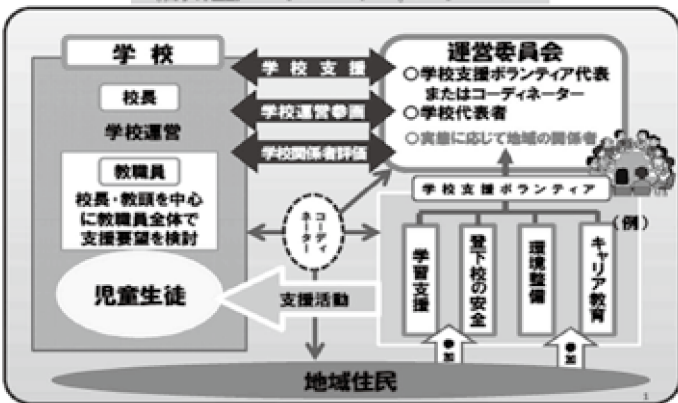 学校
校長
学校運営
教職員
校長・教頭を中心
に教職員全体で
支援要望を検討
児童生徒
学校支援
学校運営参画
学校関係者評価
運営委員会
○学校支援ボランティア代表
またはコーディネーター
○学校代表者
○実態に応じて地域の関係者
学校支援ボランティア
(例)
コーディ
ネーター
学習支援
登下校の安全
環境整備
キャリア教育
支援活動
参加
参加
地域住民
1